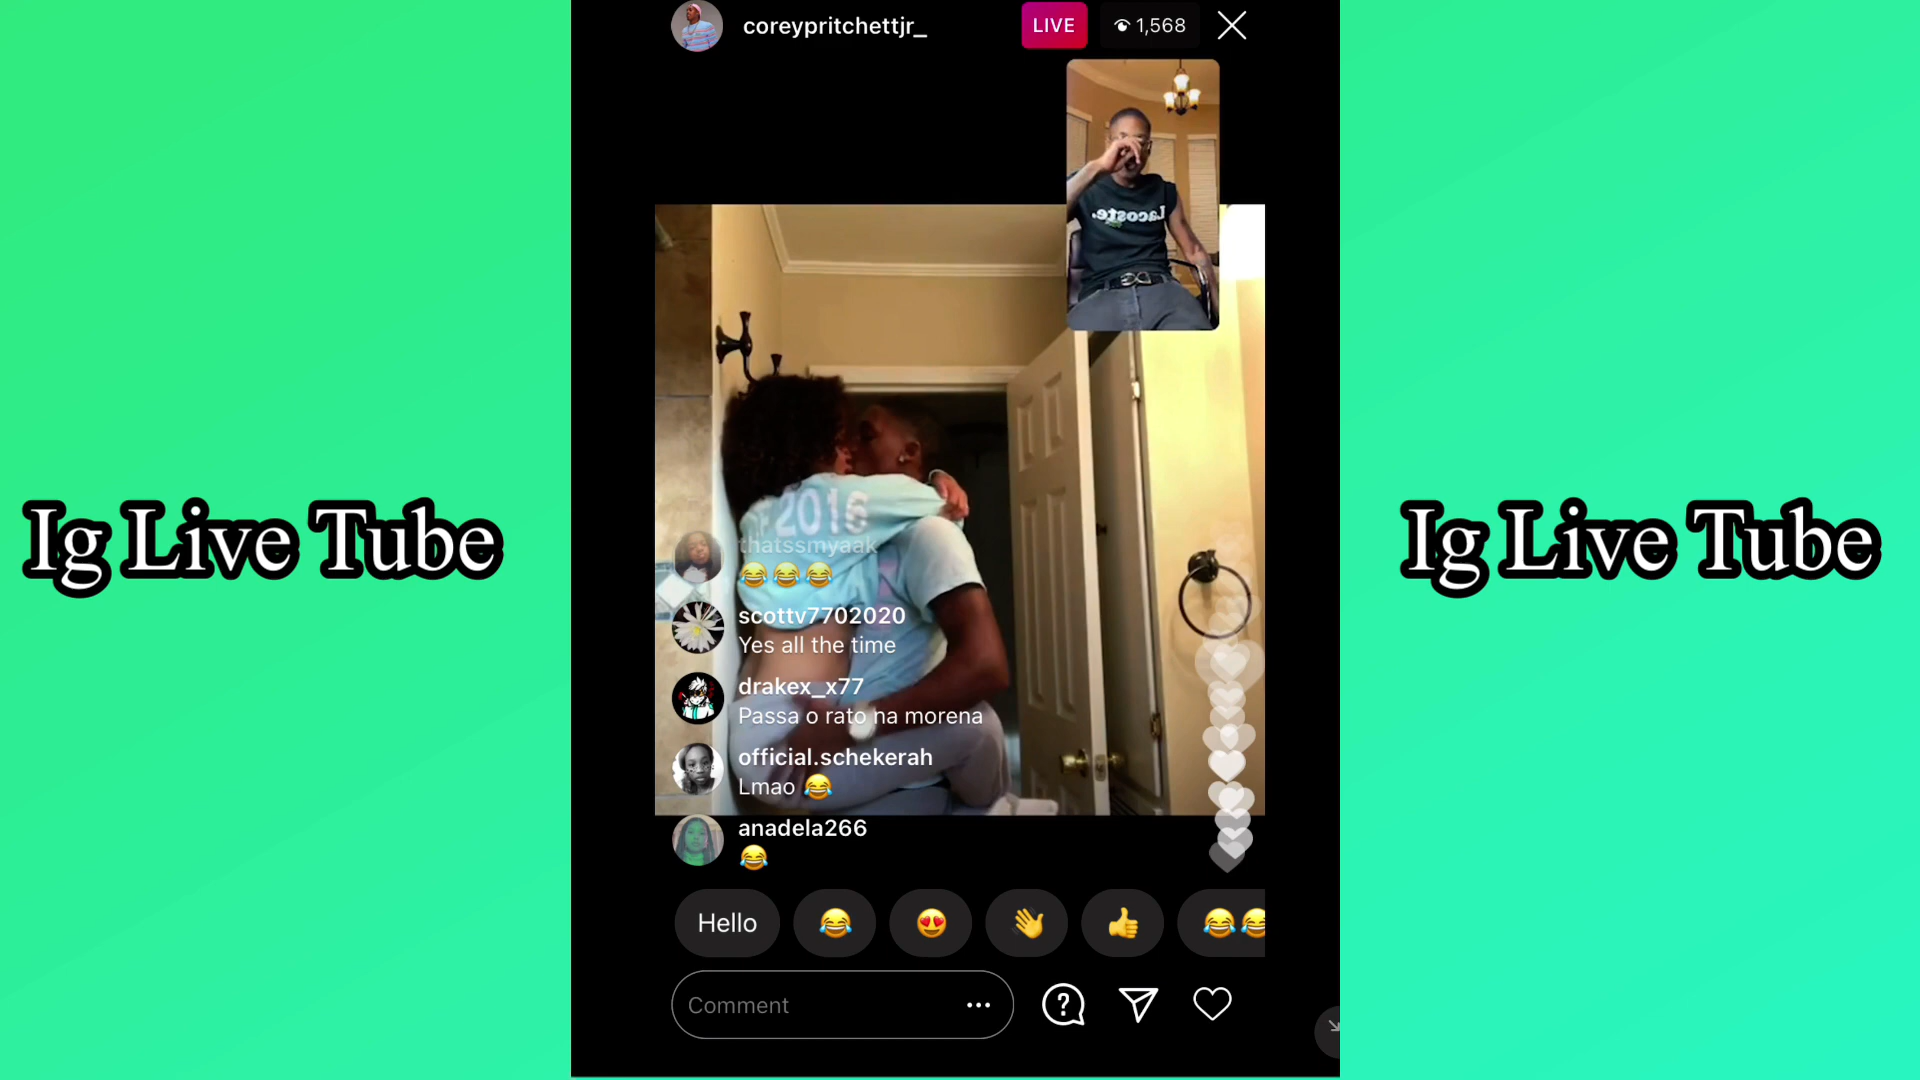 coreypritchettjr_
LIVE
1,568
Lacoste.
2016
thatssmyaak
😂😂😂
scottv7702020
Yes all the time
drakex_x77
Passa o rato na morena
official.schekerah
Lmao 😂
anadela266
😂
Hello
Comment
Ig Live Tube
Ig Live Tube